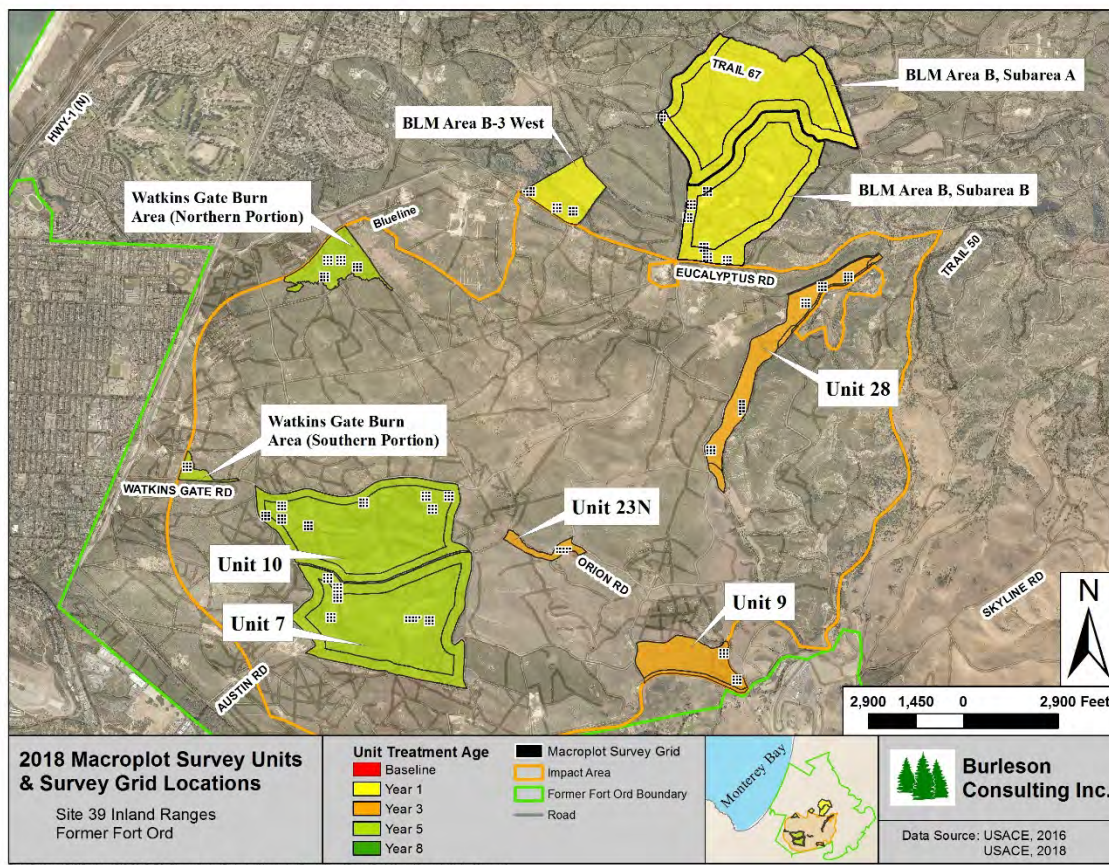 HWY-1 (N)
TRAIL 67
BLM Area B, Subarea A
BLM Area B-3 West
Watkins Gate Burn
Area (Northern Portion)
Blueline
BLM Area B, Subarea B
EUCALYPTUS RD
TRAIL 50
Unit 28
Watkins Gate Burn
Area (Southern Portion)
WATKINS GATE RD
Unit 23N
ORION RD
Unit 10
Unit 9
Unit 7
SKYLINE RD
AUSTIN RD
N
2,900 1,450 0 2,900 Feet
2018 Macroplot Survey Units
& Survey Grid Locations
Site 39 Inland Ranges
Former Fort Ord
Unit Treatment Age
Baseline
Year 1
Year 3
Year 5
Year 8
Macroplot Survey Grid
Impact Area
Former Fort Ord Boundary
Road
Monterey Bay
Burleson
Consulting Inc.
Data Source: USACE, 2016
USACE, 2018